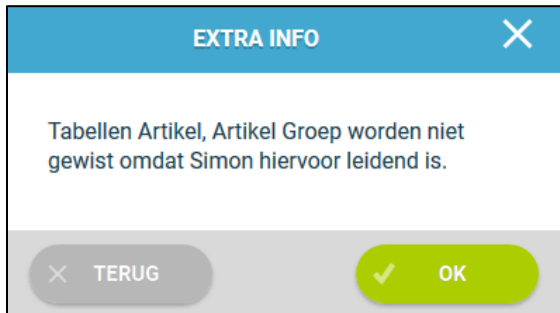 EXTRA INFO
Tabellen Artikel, Artikel Groep worden niet
gewist omdat Simon hiervoor leidend is.
TERUG
OK